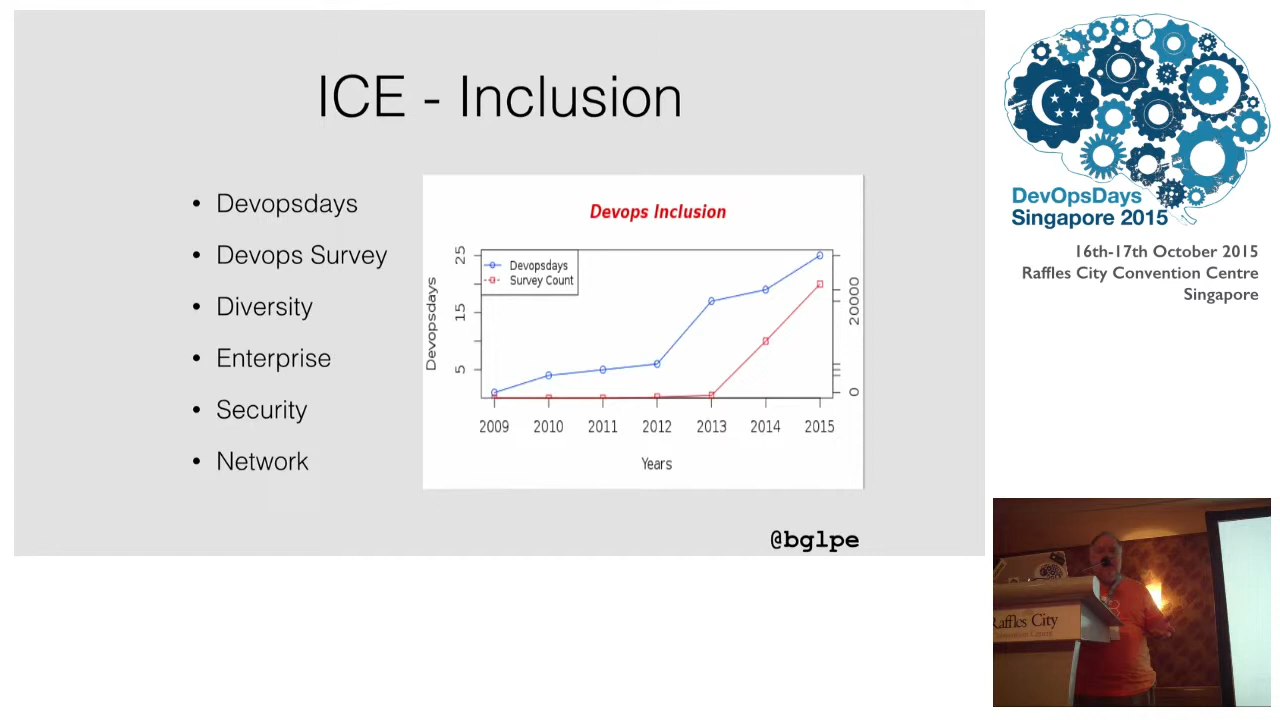 ICE - Inclusion
• Devopsdays
• Devops Survey
• Diversity
• Enterprise
• Security
• Network
Devops Inclusion
Devopsdays
Survey Count
Devopsdays
25
15
5
20000
0
2009 2010 2011 2012 2013 2014 2015
Years
@bglpe
DevOpsDays
Singapore 2015
16th-17th October 2015
Raffles City Convention Centre
Singapore
Raffles City
Convention Centre